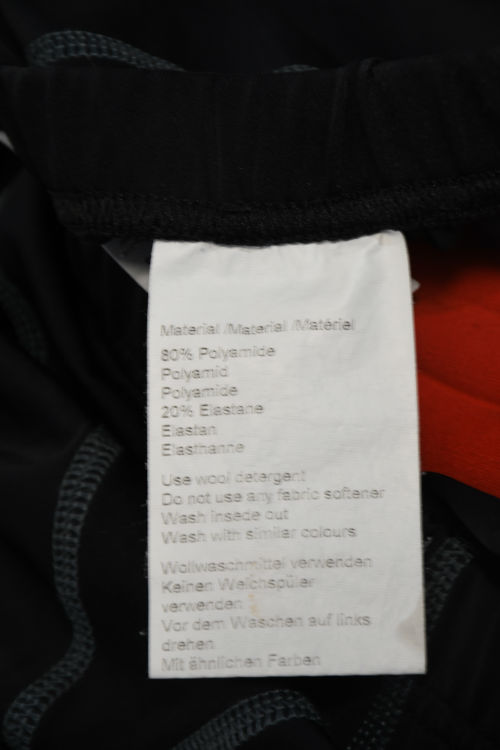 Material /Material /Matériel
80% Polyamide
Polyamid
Polyamide
20% Elastane
Elastan
Elasthanne
Use wool detergent
Do not use any fabric softener
Wash insede out
Wash with similar colours
Wollwaschmittel verwenden
Keinen Weichspüler
verwenden
Vor dem Waschen auf links
drehen
Mit ähnlichen Farben